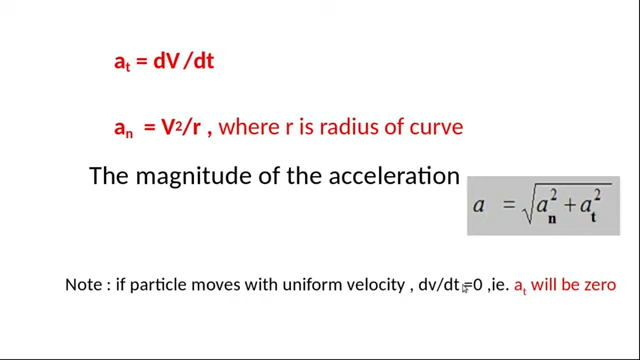 aₜ = dV/dt
aₙ = V²/r , where r is radius of curve
The magnitude of the acceleration
a = √(aₙ² + aₜ²)
Note : if particle moves with uniform velocity , dv/dt =0 ,ie. aₜ will be zero